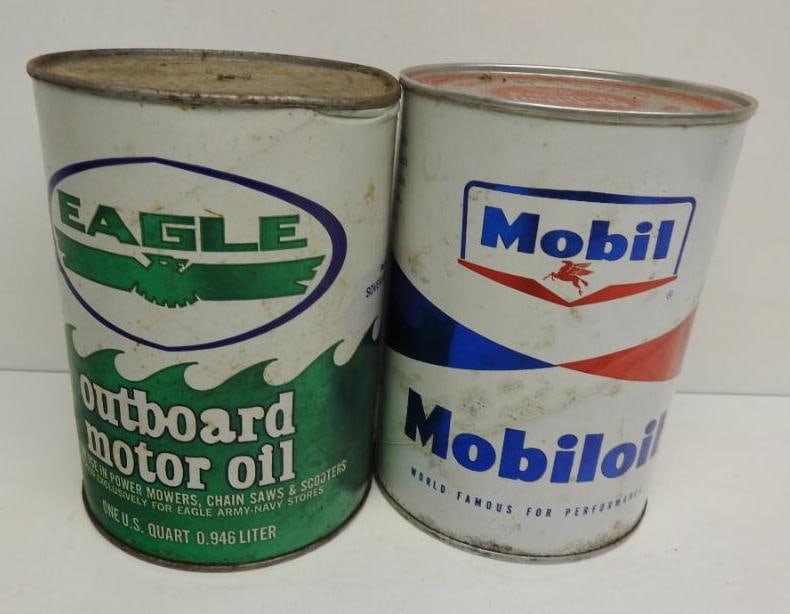 EAGLE
outboard
motor oil
USE IN POWER MOWERS, CHAIN SAWS & SCOOTERS
EXCLUSIVELY FOR EAGLE ARMY-NAVY STORES
ONE U.S. QUART 0.946 LITER
Mobil
®
Mobiloil
WORLD FAMOUS FOR PERFORMANCE